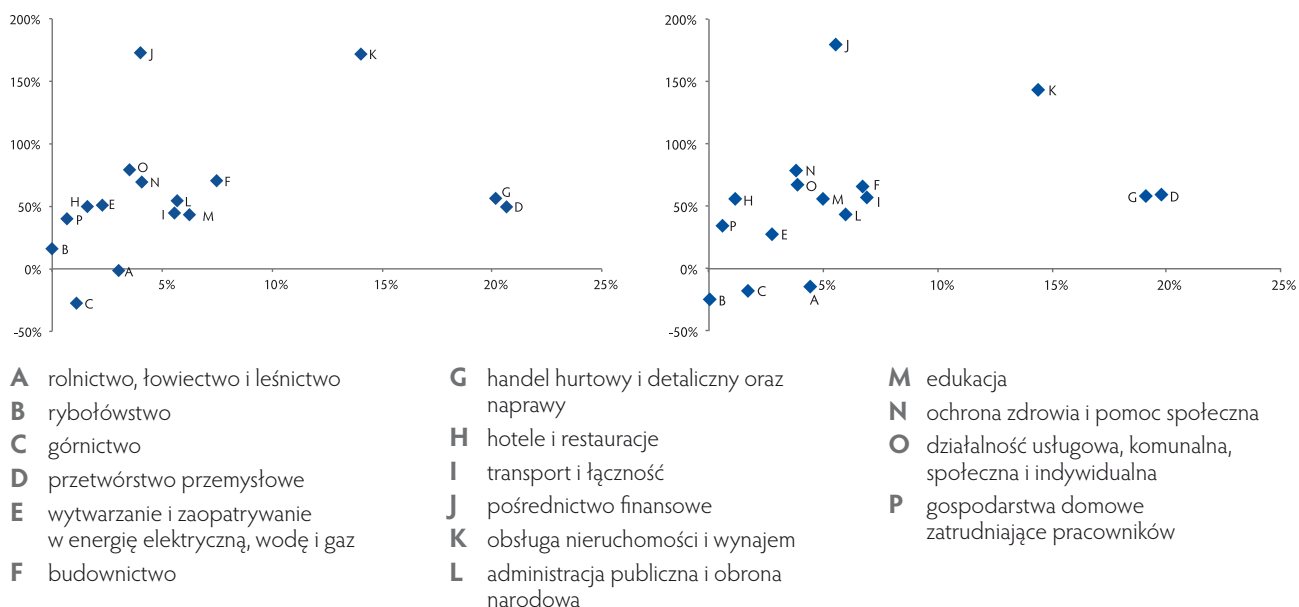 200%
150%
100%
50%
0%
-50%
5%
10%
15%
20%
25%
J
K
O
N
F
H
E
L
I
M
P
G
D
B
A
C
200%
150%
100%
50%
0%
-50%
5%
10%
15%
20%
25%
J
K
N
O
F
H
M
I
L
P
E
G
D
B
C
A
A rolnictwo, łowiectwo i leśnictwo
B rybołówstwo
C górnictwo
D przetwórstwo przemysłowe
E wytwarzanie i zaopatrywanie
w energię elektryczną, wodę i gaz
F budownictwo
G handel hurtowy i detaliczny oraz
naprawy
H hotele i restauracje
I transport i łączność
J pośrednictwo finansowe
K obsługa nieruchomości i wynajem
L administracja publiczna i obrona
narodowa
M edukacja
N ochrona zdrowia i pomoc społeczna
O działalność usługowa, komunalna,
społeczna i indywidualna
P gospodarstwa domowe
zatrudniające pracowników